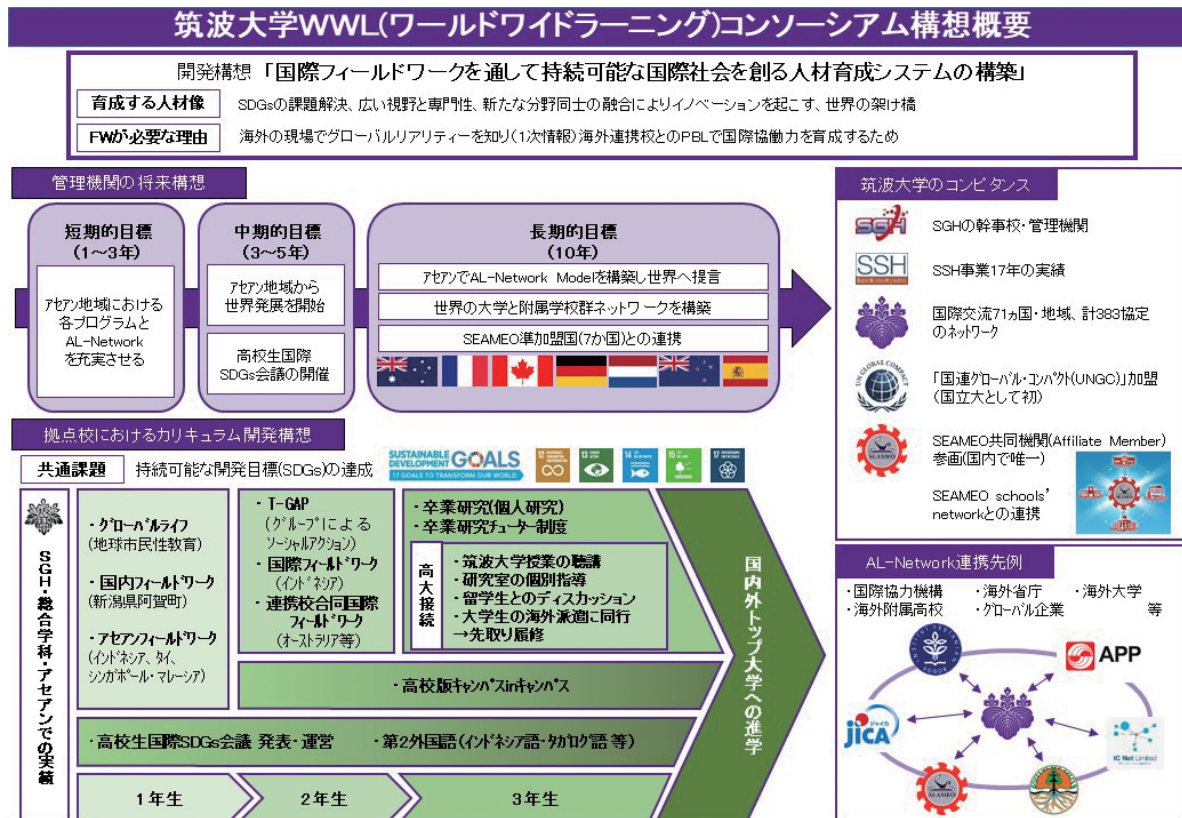 筑波大学WWL(ワールドワイドラーニング)コンソーシアム構想概要
開発構想「国際フィールドワークを通して持続可能な国際社会を創る人材育成システムの構築」
育成する人材像
SDGsの課題解決、広い視野と専門性、新たな分野同士の融合によりイノベーションを起こす、世界の架け橋
FWが必要な理由
海外の現場でグローバルリアリティーを知り(1次情報)海外連携校とのPBLで国際協働力を育成するため
管理機関の将来構想
短期的目標
(1~3年)
アセアン地域における
各プログラムと
AL-Network
を充実させる
中期的目標
(3~5年)
アセアン地域から
世界発展を開始
高校生国際
SDGs会議の開催
長期的目標
(10年)
アセアンでAL-Network Modelを構築し世界へ提言
世界の大学と附属学校群ネットワークを構築
SEAMEO準加盟国(7か国)との連携
筑波大学のコンピタンス
SGH
SGHの幹事校・管理機関
SSH
SSH事業17年の実績
国際交流71ヵ国・地域、計383協定
のネットワーク
UN GLOBAL COMPACT
「国連グローバル・コンパクト(UNGC)」加盟
(国立大として初)
SEAMEO
SEAMEO共同機関(Affiliate Member)
参画(国内で唯一)
SEAMEO schools'
networkとの連携
拠点校におけるカリキュラム開発構想
共通課題
持続可能な開発目標(SDGs)の達成
SUSTAINABLE
DEVELOPMENT GOALS
17 GOALS TO TRANSFORM OUR WORLD
12
13
14
15
17
SGH・総合学科・アセアンでの実績
・グローバルライフ
(地球市民性教育)
・国内フィールドワーク
(新潟県阿賀町)
・アセアンフィールドワーク
(インドネシア、タイ、
シンガポール・マレーシア)
・T-GAP
(グループによる
ソーシャルアクション)
・国際フィールドワーク
(インドネシア)
・連携校合同国際
フィールドワーク
(オーストラリア等)
・卒業研究(個人研究)
・卒業研究チューター制度
高大接続
・筑波大学授業の聴講
・研究室の個別指導
・留学生とのディスカッション
・大学生の海外派遣に同行
→先取り履修
・高校版キャンパスinキャンパス
・高校生国際SDGs会議 発表・運営
・第2外国語(インドネシア語・タガログ語 等)
1年生
2年生
3年生
国内外トップ大学への進学
AL-Network連携先例
・国際協力機構
・海外省庁
・海外大学
・海外附属高校
・グローバル企業
等
APP
ジャイカ
JICA
IC Net Limited
SEAMEO